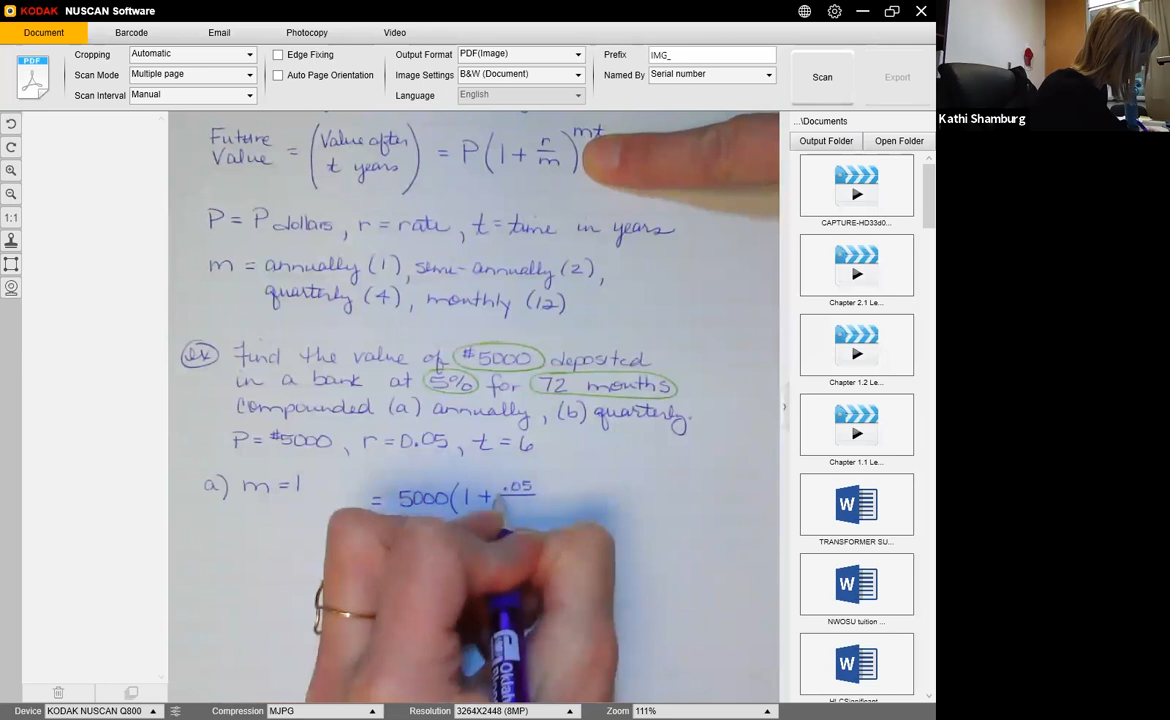 KODAK NUSCAN Software
Document Barcode Email Photocopy Video
PDF
Cropping Automatic
Scan Mode Multiple page
Scan Interval Manual
Edge Fixing
Auto Page Orientation
Output Format PDF(Image)
Image Settings B&W (Document)
Language English
Prefix IMG_
Named By Serial number
Scan
Export
1:1
Future Value = (Value after t years) = P(1 + r/m)^mt
P = P dollars, r = rate, t = time in years
m = annually (1), semi-annually (2),
quarterly (4), monthly (12)
ex Find the value of $5000 deposited
in a bank at 5% for 72 months
compounded (a) annually, (b) quarterly.
P = $5000, r = 0.05, t = 6
a) m = 1 = 5000(1 + .05
...\Documents
Output Folder Open Folder
CAPTURE-HD33d0...
Chapter 2.1 Le...
Chapter 1.2 Le...
Chapter 1.1 Le...
W
TRANSFORMER SU...
W
NWOSU tuition ...
W
Kathi Shamburg
Device KODAK NUSCAN Q800
Compression MJPG
Resolution 3264X2448 (8MP)
Zoom 111%